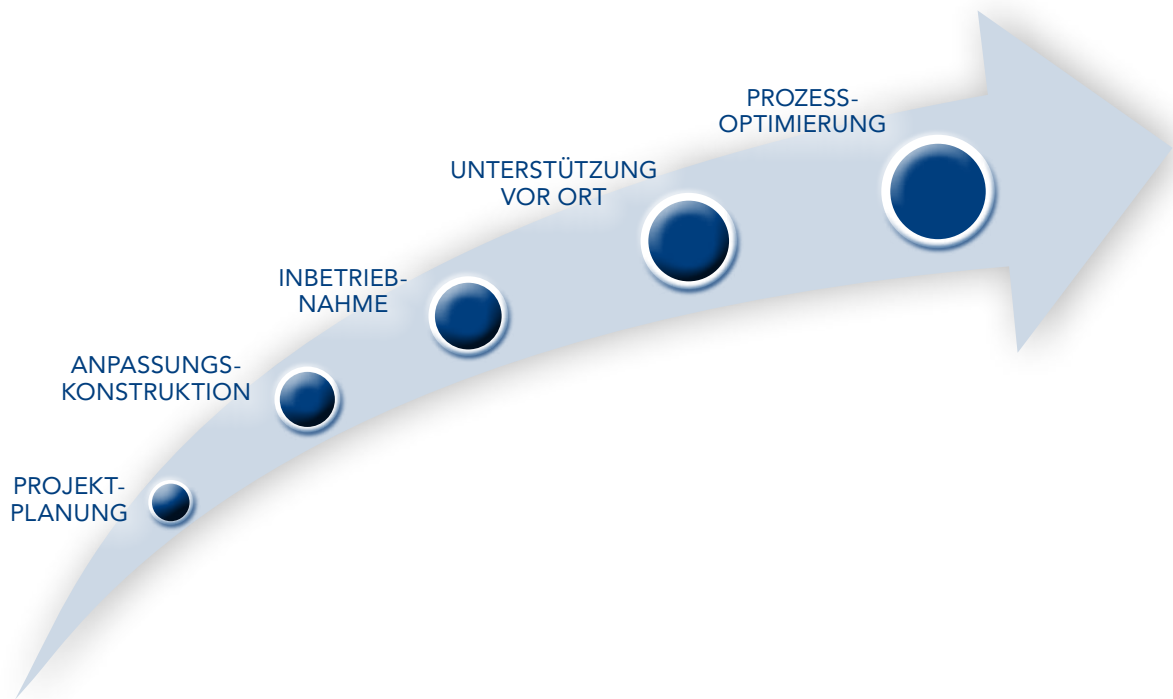 PROZESS-
OPTIMIERUNG
UNTERSTÜTZUNG
VOR ORT
INBETRIEB-
NAHME
ANPASSUNGS-
KONSTRUKTION
PROJEKT-
PLANUNG